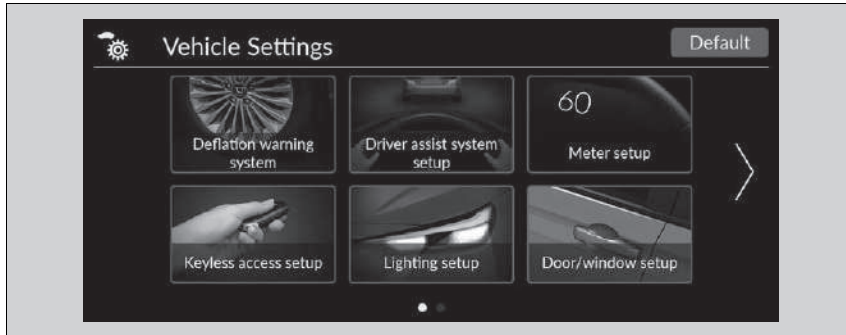 Vehicle Settings
Default
Deflation warning
system
Driver assist system
setup
60
Meter setup
Keyless access setup
Lighting setup
Door/window setup